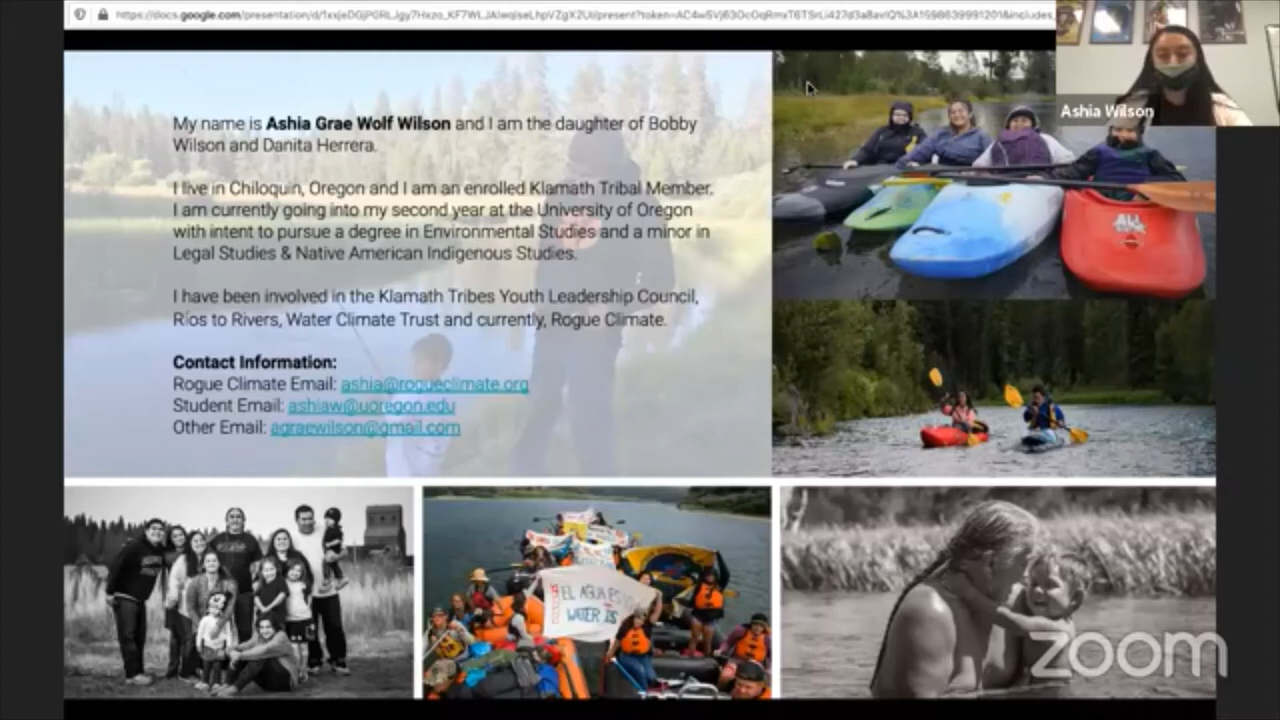 Ashia Wilson
My name is Ashia Grae Wolf Wilson and I am the daughter of Bobby
Wilson and Danita Herrera.
I live in Chiloquin, Oregon and I am an enrolled Klamath Tribal Member.
I am currently going into my second year at the University of Oregon
with intent to pursue a degree in Environmental Studies and a minor in
Legal Studies & Native American Indigenous Studies.
I have been involved in the Klamath Tribes Youth Leadership Council,
Ríos to Rivers, Water Climate Trust and currently, Rogue Climate.
Contact Information:
Rogue Climate Email: ashia@rogueclimate.org
Student Email: ashiaw@uoregon.edu
Other Email: agraewilson@gmail.com
EL AGUA ES
WATER IS
zoom